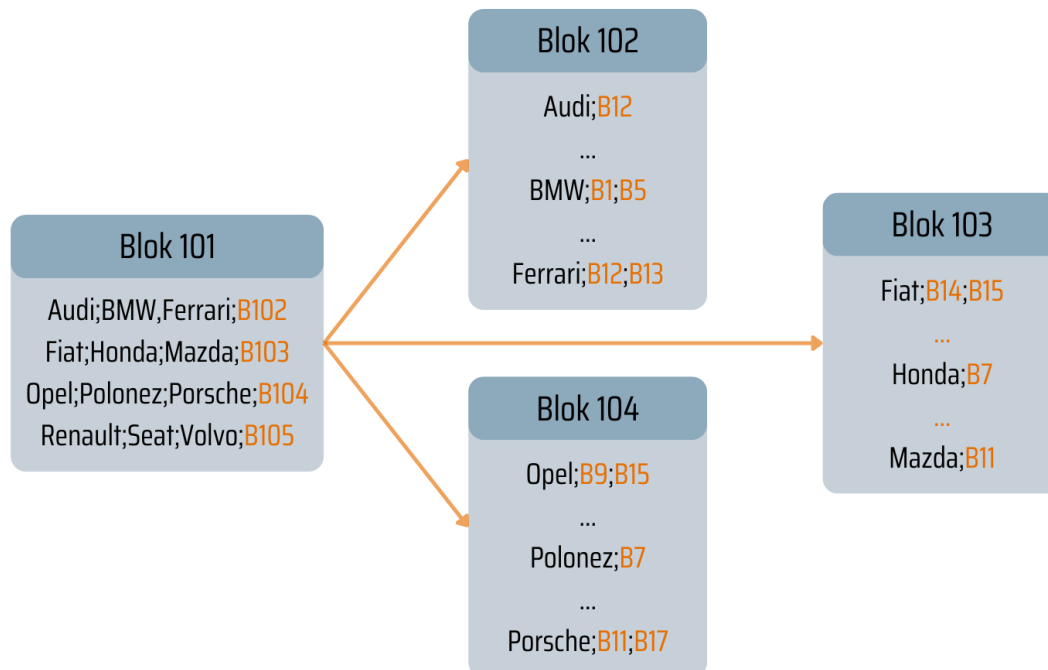 Blok 101
Audi;BMW,Ferrari;B102
Fiat;Honda;Mazda;B103
Opel;Polonez;Porsche;B104
Renault;Seat;Volvo;B105
Blok 102
Audi;B12
...
BMW;B1;B5
...
Ferrari;B12;B13
Blok 103
Fiat;B14;B15
...
Honda;B7
...
Mazda;B11
Blok 104
Opel;B9;B15
...
Polonez;B7
...
Porsche;B11;B17